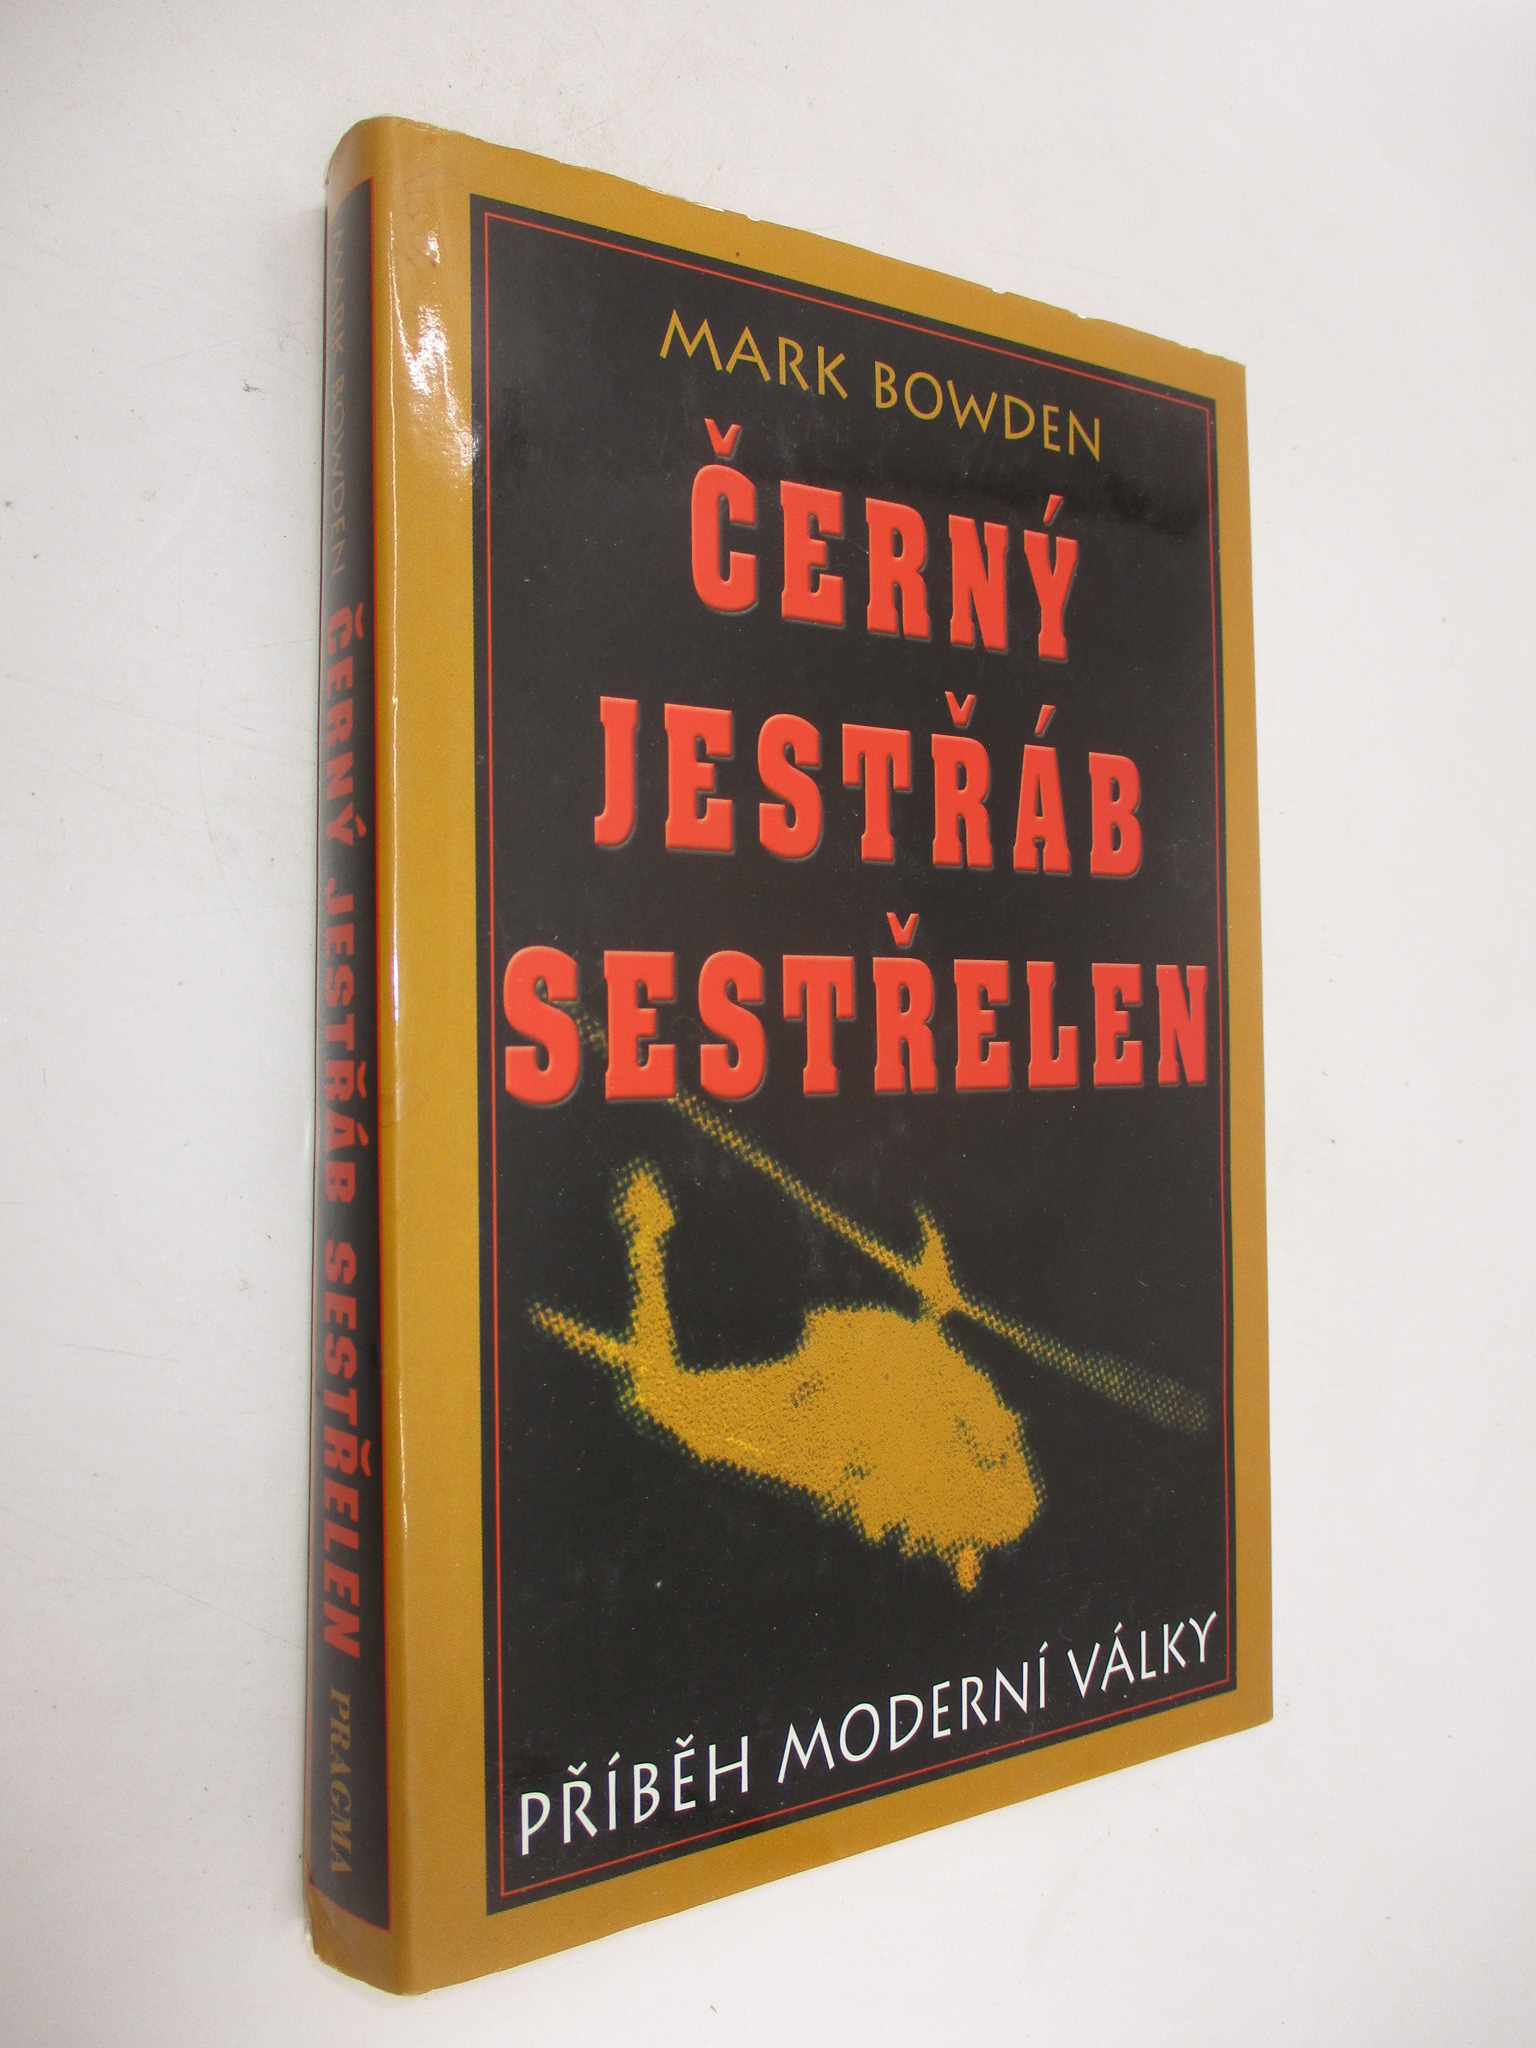 MARK BOWDEN ČERNÝ JESTŘÁB SESTŘELEN PRAGMA
MARK BOWDEN
ČERNÝ
JESTŘÁB
SESTŘELEN
PŘÍBĚH MODERNÍ VÁLKY